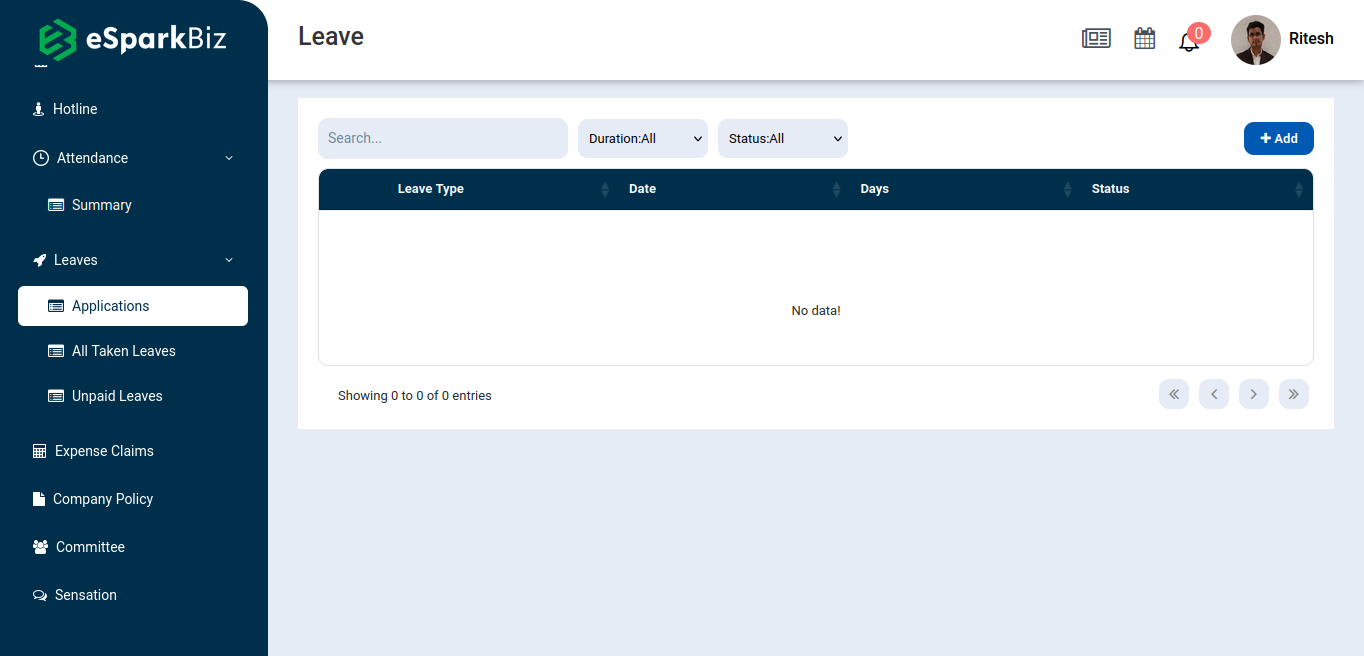 eSparkBiz
Hotline
Attendance
Summary
Leaves
Applications
All Taken Leaves
Unpaid Leaves
Expense Claims
Company Policy
Committee
Sensation
Leave
0
Ritesh
Search...
Duration:All
Status:All
+ Add
Leave Type Date Days Status
No data!
Showing 0 to 0 of 0 entries
« ‹ › »